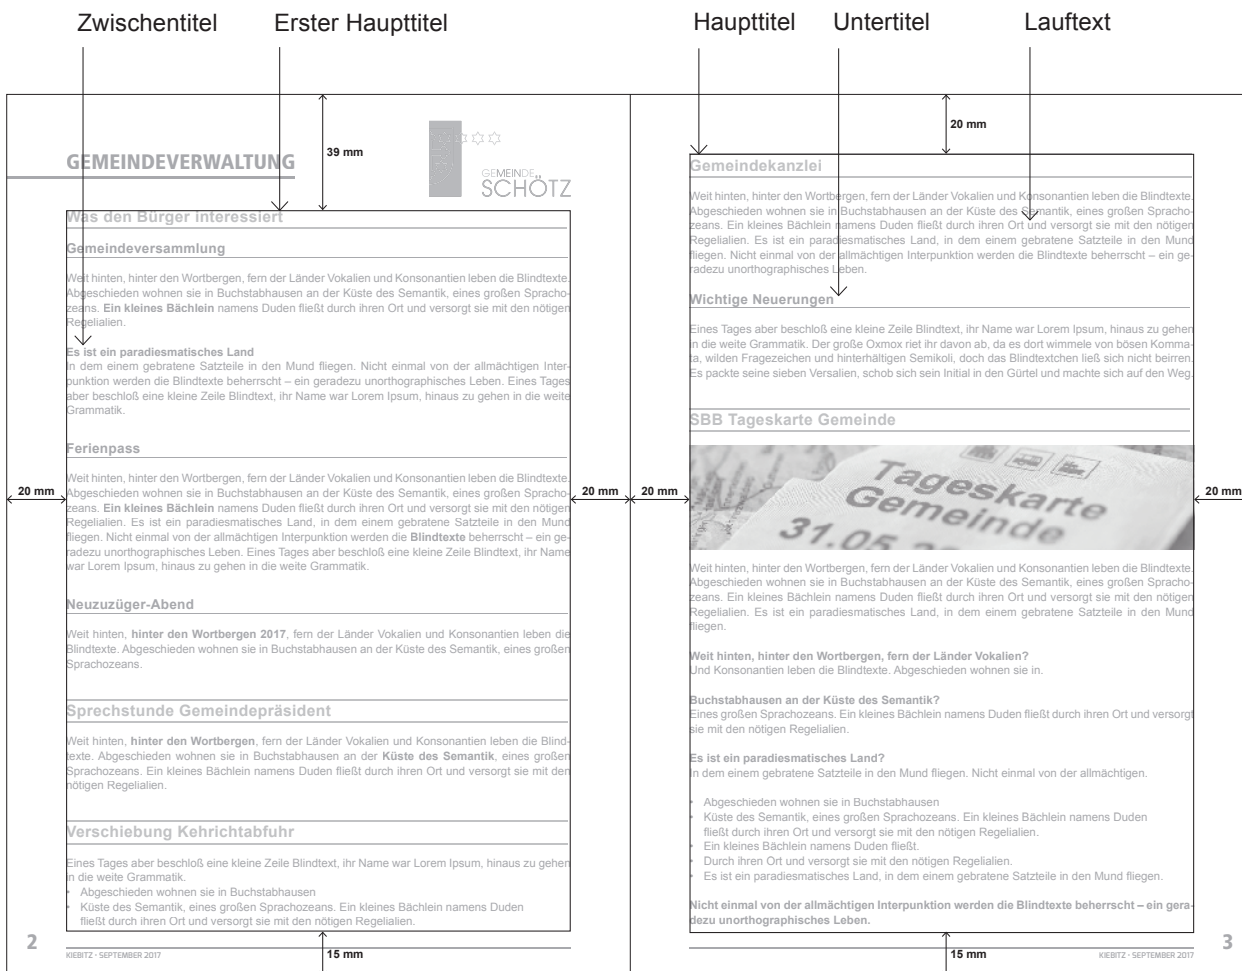 Zwischentitel
Erster Haupttitel
Haupttitel
Untertitel
Lauftext
39 mm
GEMEINDEVERWALTUNG
GEMEINDE
SCHÖTZ
Was den Bürger interessiert
Gemeindeversammlung
Weit hinten, hinter den Wortbergen, fern der Länder Vokalien und Konsonantien leben die Blindtexte.
Abgeschieden wohnen sie in Buchstabhausen an der Küste des Semantik, eines großen Spracho-
zeans. Ein kleines Bächlein namens Duden fließt durch ihren Ort und versorgt sie mit den nötigen
Regelialien.
Es ist ein paradiesmatisches Land
In dem einem gebratene Satzteile in den Mund fliegen. Nicht einmal von der allmächtigen Inter-
punktion werden die Blindtexte beherrscht – ein geradezu unorthographisches Leben. Eines Tages
aber beschloß eine kleine Zeile Blindtext, ihr Name war Lorem Ipsum, hinaus zu gehen in die weite
Grammatik.
Ferienpass
Weit hinten, hinter den Wortbergen, fern der Länder Vokalien und Konsonantien leben die Blindtexte.
Abgeschieden wohnen sie in Buchstabhausen an der Küste des Semantik, eines großen Spracho-
zeans. Ein kleines Bächlein namens Duden fließt durch ihren Ort und versorgt sie mit den nötigen
Regelialien. Es ist ein paradiesmatisches Land, in dem einem gebratene Satzteile in den Mund
fliegen. Nicht einmal von der allmächtigen Interpunktion werden die Blindtexte beherrscht – ein ge-
radezu unorthographisches Leben. Eines Tages aber beschloß eine kleine Zeile Blindtext, ihr Name
war Lorem Ipsum, hinaus zu gehen in die weite Grammatik.
20 mm
20 mm
Neuzuzüger-Abend
Weit hinten, hinter den Wortbergen 2017, fern der Länder Vokalien und Konsonantien leben die
Blindtexte. Abgeschieden wohnen sie in Buchstabhausen an der Küste des Semantik, eines großen
Sprachozeans.
Sprechstunde Gemeindepräsident
Weit hinten, hinter den Wortbergen, fern der Länder Vokalien und Konsonantien leben die Blind-
texte. Abgeschieden wohnen sie in Buchstabhausen an der Küste des Semantik, eines großen
Sprachozeans. Ein kleines Bächlein namens Duden fließt durch ihren Ort und versorgt sie mit den
nötigen Regelialien.
Verschiebung Kehrichtabfuhr
Eines Tages aber beschloß eine kleine Zeile Blindtext, ihr Name war Lorem Ipsum, hinaus zu gehen
in die weite Grammatik.
• Abgeschieden wohnen sie in Buchstabhausen
• Küste des Semantik, eines großen Sprachozeans. Ein kleines Bächlein namens Duden
fließt durch ihren Ort und versorgt sie mit den nötigen Regelialien.
2
KIEBITZ · SEPTEMBER 2017
15 mm
20 mm
Gemeindekanzlei
Weit hinten, hinter den Wortbergen, fern der Länder Vokalien und Konsonantien leben die Blindtexte.
Abgeschieden wohnen sie in Buchstabhausen an der Küste des Semantik, eines großen Spracho-
zeans. Ein kleines Bächlein namens Duden fließt durch ihren Ort und versorgt sie mit den nötigen
Regelialien. Es ist ein paradiesmatisches Land, in dem einem gebratene Satzteile in den Mund
fliegen. Nicht einmal von der allmächtigen Interpunktion werden die Blindtexte beherrscht – ein ge-
radezu unorthographisches Leben.
Wichtige Neuerungen
Eines Tages aber beschloß eine kleine Zeile Blindtext, ihr Name war Lorem Ipsum, hinaus zu gehen
in die weite Grammatik. Der große Oxmox riet ihr davon ab, da es dort wimmele von bösen Komma-
ta, wilden Fragezeichen und hinterhältigen Semikoli, doch das Blindtextchen ließ sich nicht beirren.
Es packte seine sieben Versalien, schob sich sein Initial in den Gürtel und machte sich auf den Weg.
SBB Tageskarte Gemeinde
20 mm
20 mm
Tageskarte
Gemeinde
31.05.20
Weit hinten, hinter den Wortbergen, fern der Länder Vokalien und Konsonantien leben die Blindtexte.
Abgeschieden wohnen sie in Buchstabhausen an der Küste des Semantik, eines großen Spracho-
zeans. Ein kleines Bächlein namens Duden fließt durch ihren Ort und versorgt sie mit den nötigen
Regelialien. Es ist ein paradiesmatisches Land, in dem einem gebratene Satzteile in den Mund
fliegen.
Weit hinten, hinter den Wortbergen, fern der Länder Vokalien?
Und Konsonantien leben die Blindtexte. Abgeschieden wohnen sie in.
Buchstabhausen an der Küste des Semantik?
Eines großen Sprachozeans. Ein kleines Bächlein namens Duden fließt durch ihren Ort und versorgt
sie mit den nötigen Regelialien.
Es ist ein paradiesmatisches Land?
In dem einem gebratene Satzteile in den Mund fliegen. Nicht einmal von der allmächtigen.
• Abgeschieden wohnen sie in Buchstabhausen
• Küste des Semantik, eines großen Sprachozeans. Ein kleines Bächlein namens Duden
fließt durch ihren Ort und versorgt sie mit den nötigen Regelialien.
• Ein kleines Bächlein namens Duden fließt.
• Durch ihren Ort und versorgt sie mit den nötigen Regelialien.
• Es ist ein paradiesmatisches Land, in dem einem gebratene Satzteile in den Mund fliegen.
Nicht einmal von der allmächtigen Interpunktion werden die Blindtexte beherrscht – ein gera-
dezu unorthographisches Leben.
15 mm
KIEBITZ · SEPTEMBER 2017
3